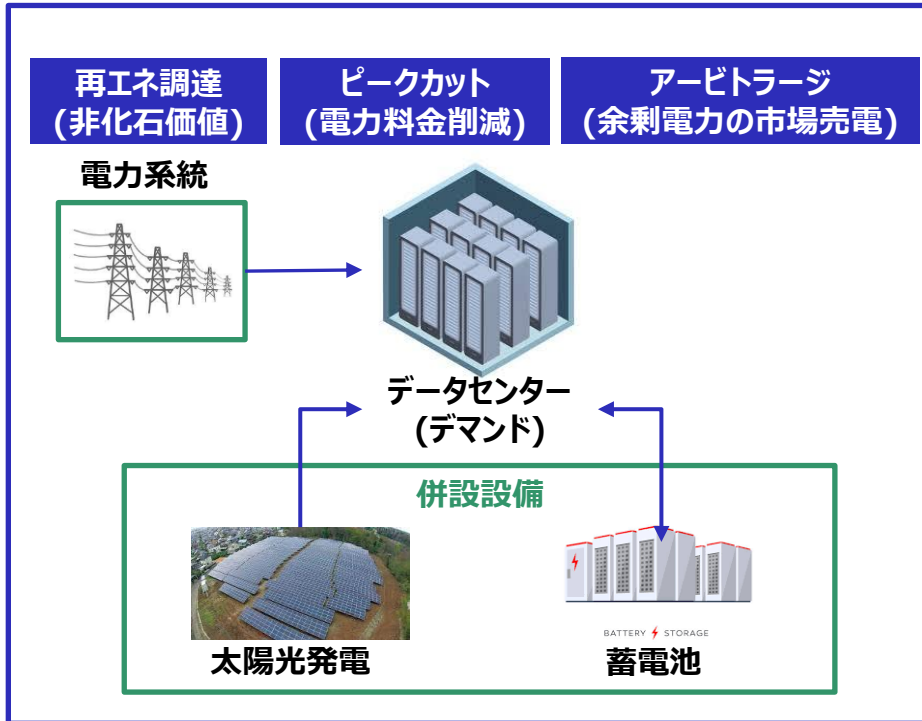 再エネ調達
(非化石価値)
ピークカット
(電力料金削減)
アービトラージ
(余剰電力の市場売電)
電力系統
データセンター
(デマンド)
併設設備
太陽光発電
BATTERY STORAGE
蓄電池